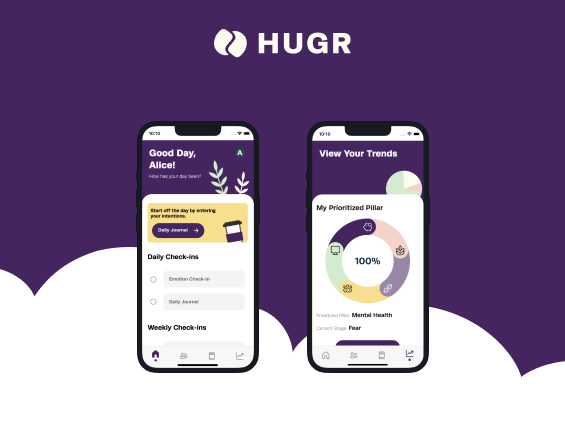 HUGR
10:10
Good Day,
Alice!
A
How has your day been?
Start off the day by entering
your intentions.
Daily Journal →
Daily Check-ins
Emotion Check-in
Daily Journal
Weekly Check-ins
10:10
View Your Trends
My Prioritized Pillar
100%
Prioritized Pillar: Mental Health
Current Stage: Fear